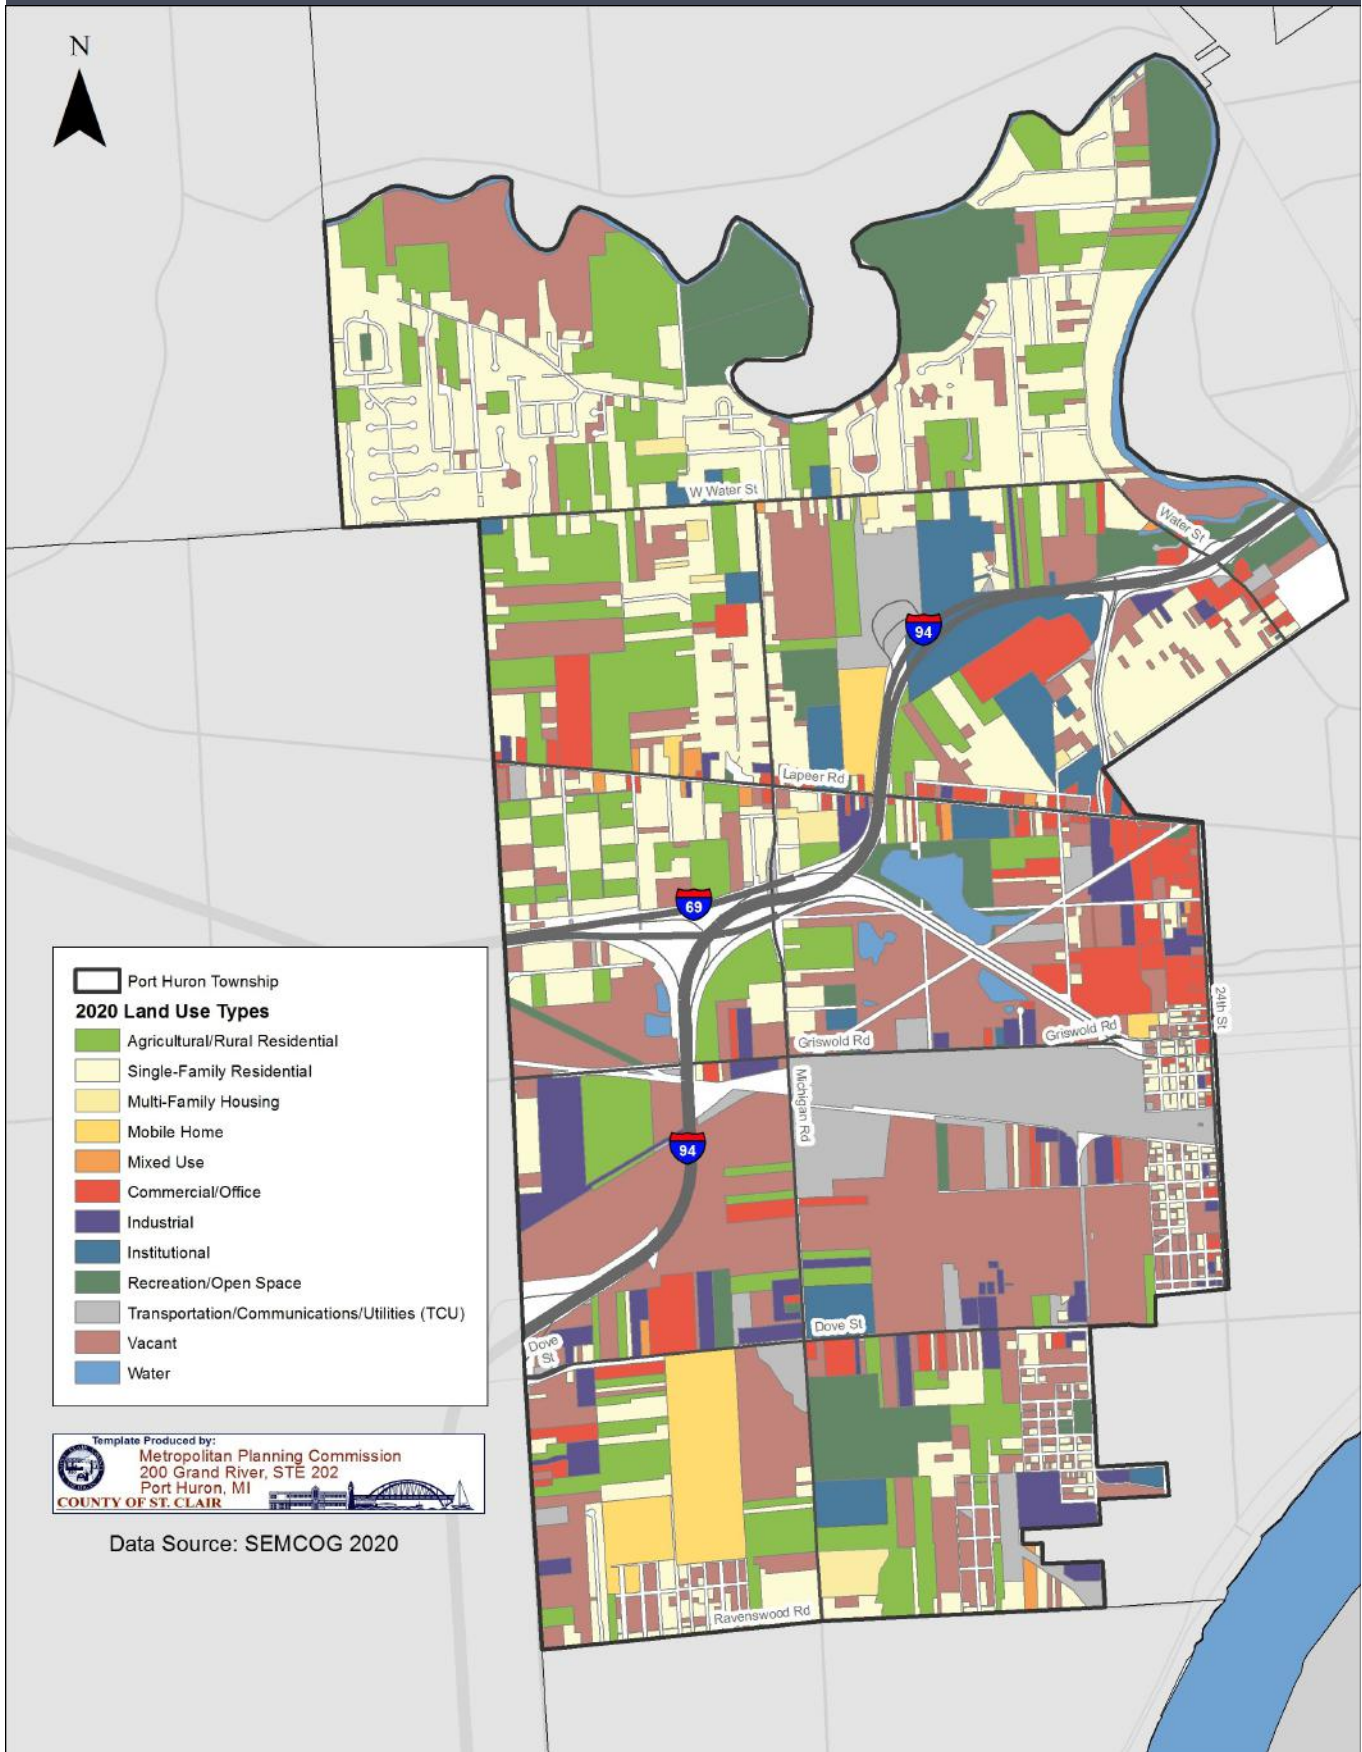 N
W Water St
Water St
94
Lapeer Rd
69
24th St
Griswold Rd
Griswold Rd
Michigan Rd
94
Dove St
Dove
St
Ravenswood Rd
Port Huron Township
2020 Land Use Types
Agricultural/Rural Residential
Single-Family Residential
Multi-Family Housing
Mobile Home
Mixed Use
Commercial/Office
Industrial
Institutional
Recreation/Open Space
Transportation/Communications/Utilities (TCU)
Vacant
Water
Template Produced by:
Metropolitan Planning Commission
200 Grand River, STE 202
Port Huron, MI
COUNTY OF ST. CLAIR
Data Source: SEMCOG 2020